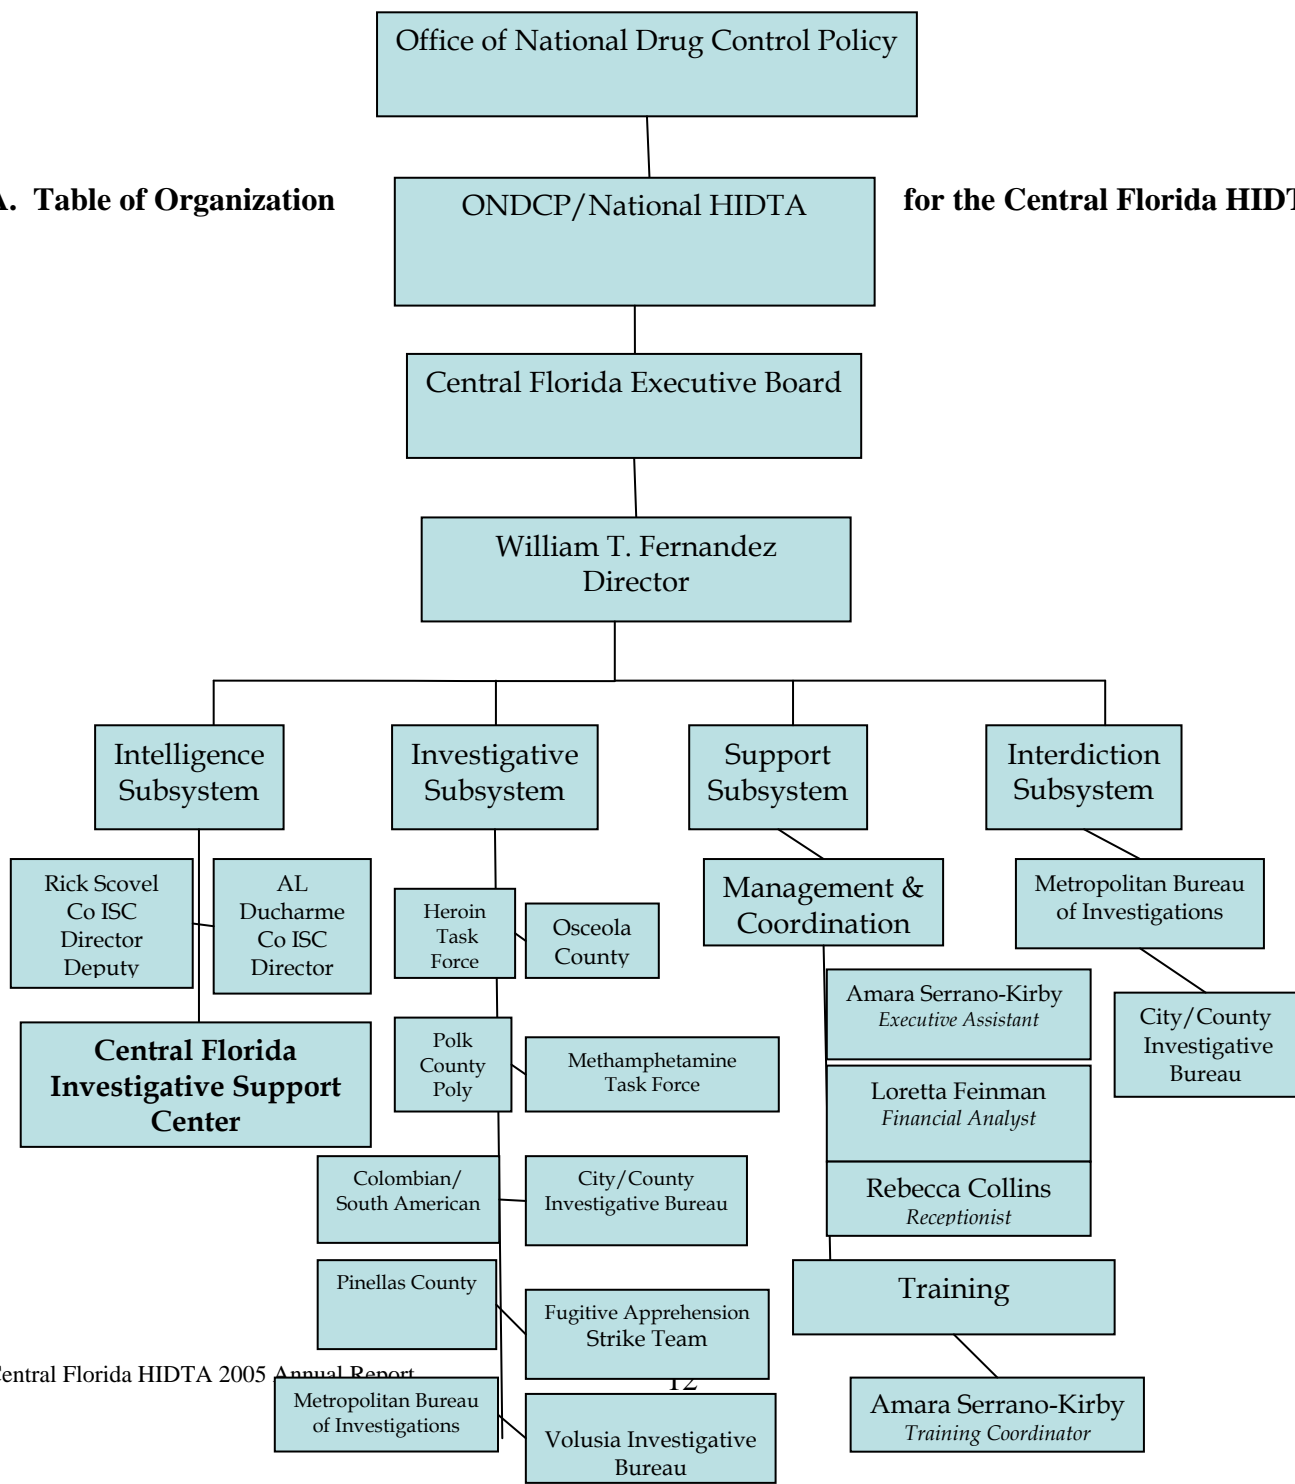 Office of National Drug Control Policy
A. Table of Organization
ONDCP/National HIDTA
for the Central Florida HIDT
Central Florida Executive Board
William T. Fernandez
Director
Intelligence
Subsystem
Investigative
Subsystem
Support
Subsystem
Interdiction
Subsystem
Rick Scovel
Co ISC
Director
Deputy
AL
Ducharme
Co ISC
Director
Central Florida
Investigative Support
Center
Heroin
Task
Force
Osceola
County
Polk
County
Poly
Methamphetamine
Task Force
Colombian/
South American
City/County
Investigative Bureau
Pinellas County
Fugitive Apprehension
Strike Team
Metropolitan Bureau
of Investigations
Volusia Investigative
Bureau
Management &
Coordination
Amara Serrano-Kirby
Executive Assistant
Loretta Feinman
Financial Analyst
Rebecca Collins
Receptionist
Training
Amara Serrano-Kirby
Training Coordinator
Metropolitan Bureau
of Investigations
City/County
Investigative
Bureau
Central Florida HIDTA 2005 Annual Report
12